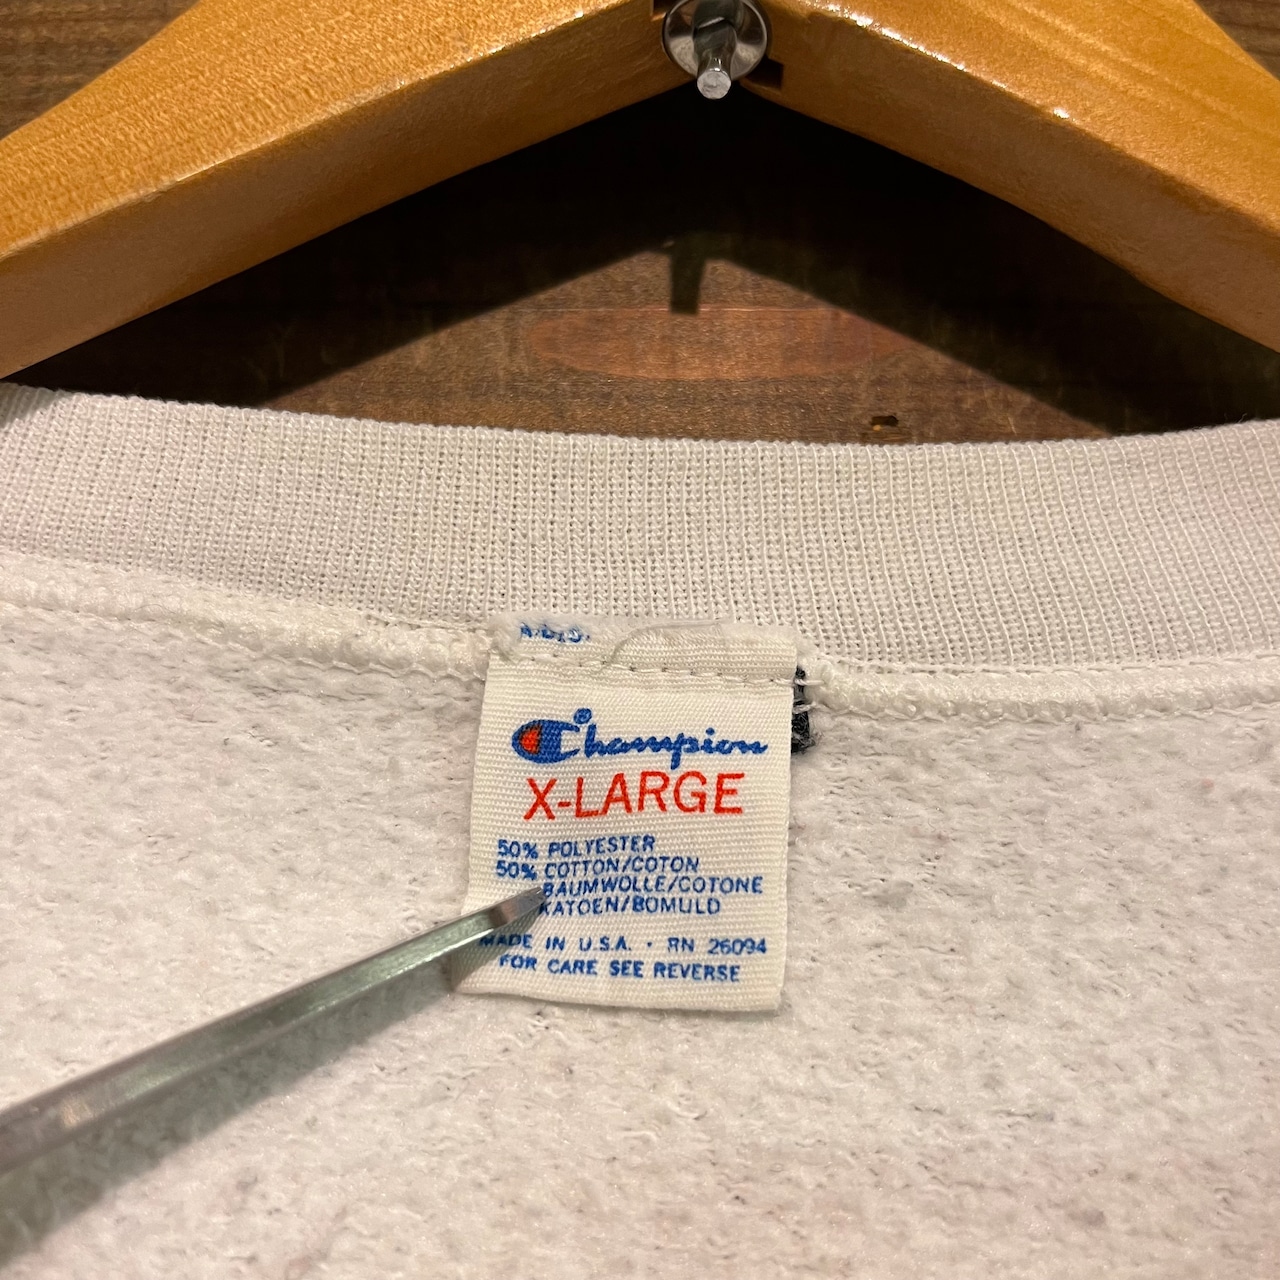 Champion®
X-LARGE
50% POLYESTER
50% COTTON/COTON
BAUMWOLLE/COTONE
KATOEN/BOMULD
MADE IN U.S.A. · RN 26094
FOR CARE SEE REVERSE